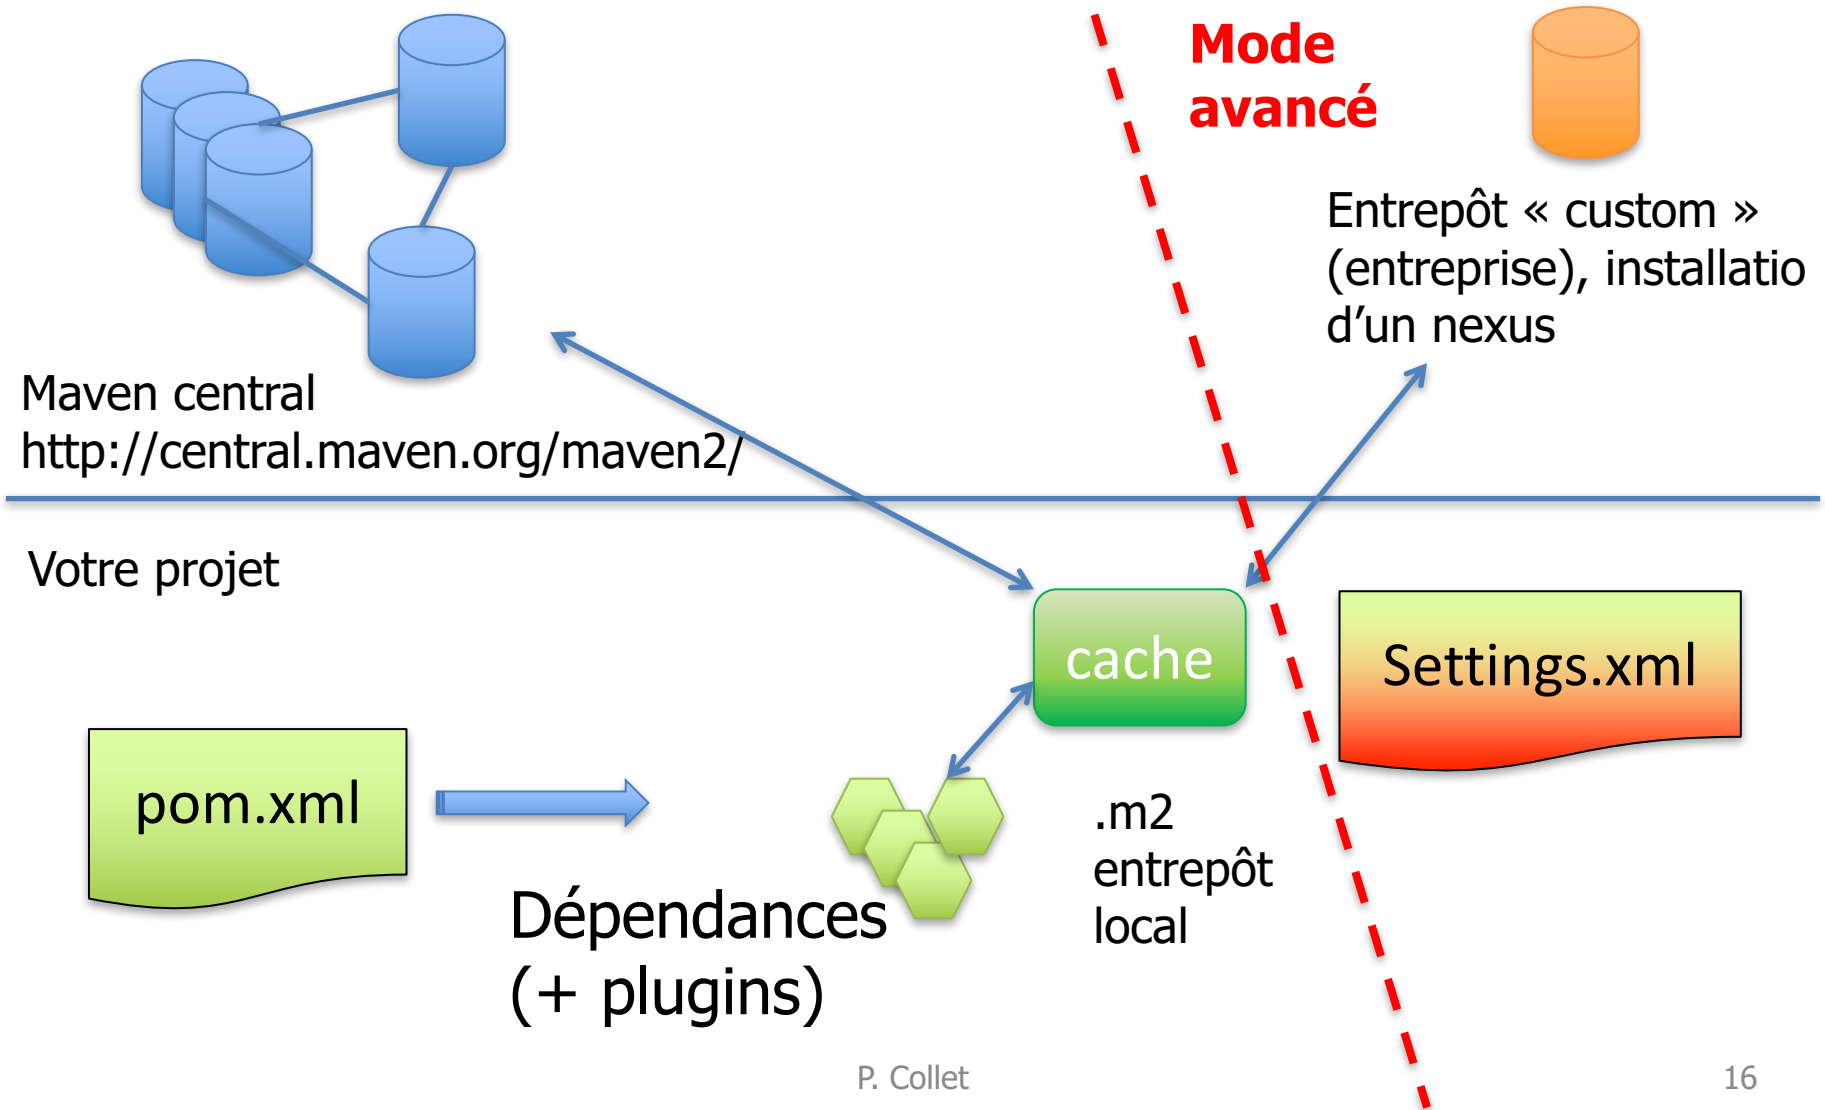 Mode
avancé
Entrepôt « custom »
(entreprise), installatio
d’un nexus
Maven central
http://central.maven.org/maven2/
Votre projet
cache
Settings.xml
pom.xml
.m2
entrepôt
local
Dépendances
(+ plugins)
P. Collet
16